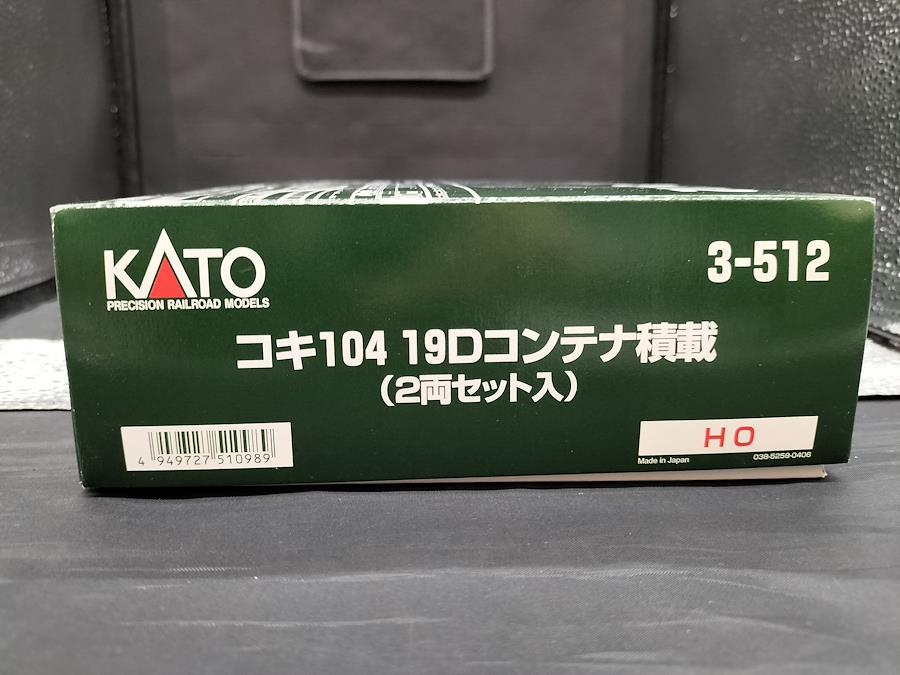 KATO
PRECISION RAILROAD MODELS
3-512
コキ104 19Dコンテナ積載
（2両セット入）
4 949727 510989
HO
Made in Japan
038-5259-0406